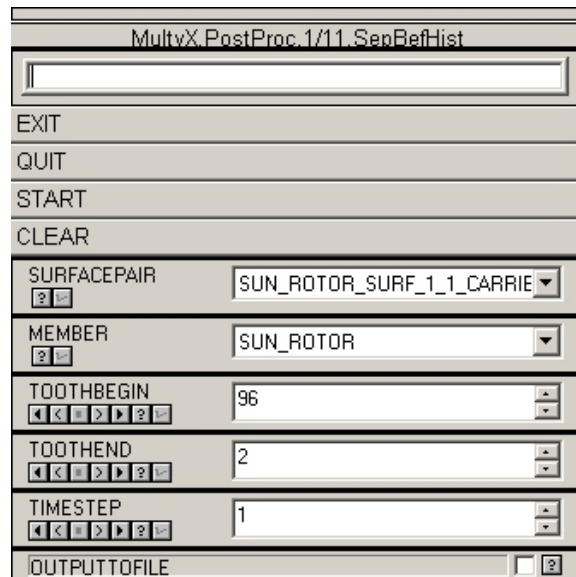 MultyX.PostProc.1/11.SepBefHist
EXIT
QUIT
START
CLEAR
SURFACEPAIR
SUN_ROTOR_SURF_1_1_CARRIE
MEMBER
SUN_ROTOR
TOOTHBEGIN
96
TOOTHEND
2
TIMESTEP
1
OUTPUTTOFILE